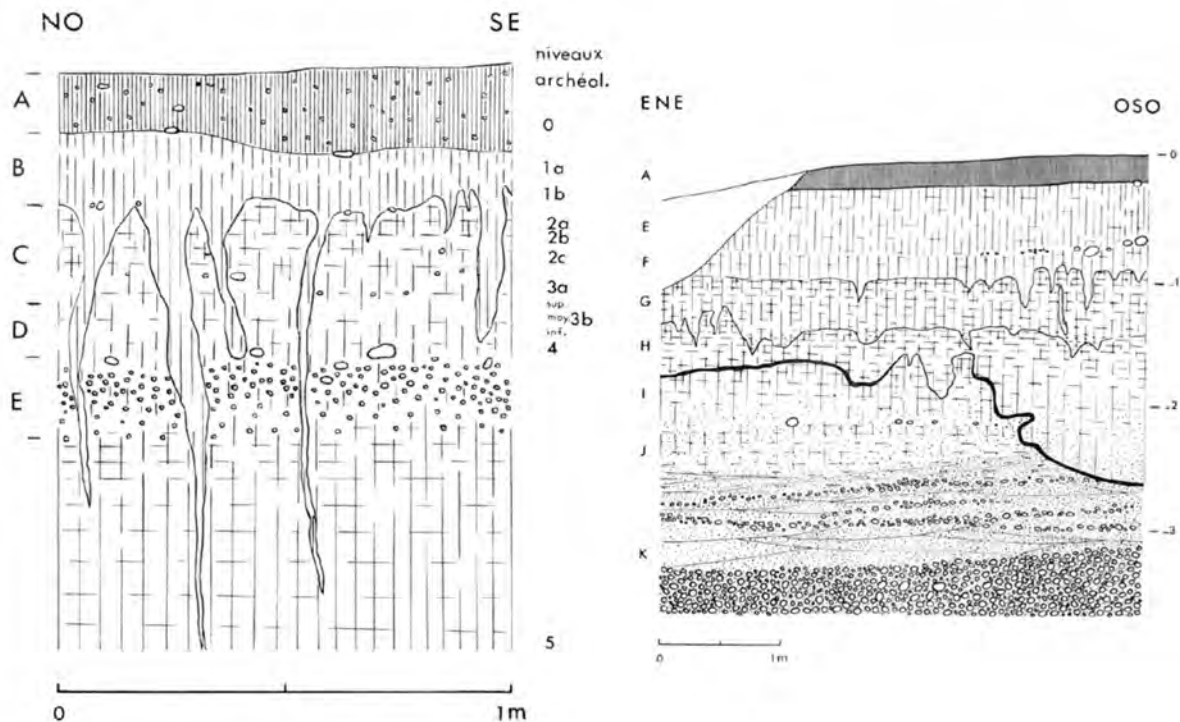 NO SE
niveaux
archéol.
A
0
B
1a
1b
2a
2b
C
2c
3a
sup.
moy. 3b
D
inf.
4
E
5
0 1m
ENE OSO
A
0
E
F
1
G
H
I
2
J
K
3
0 1m